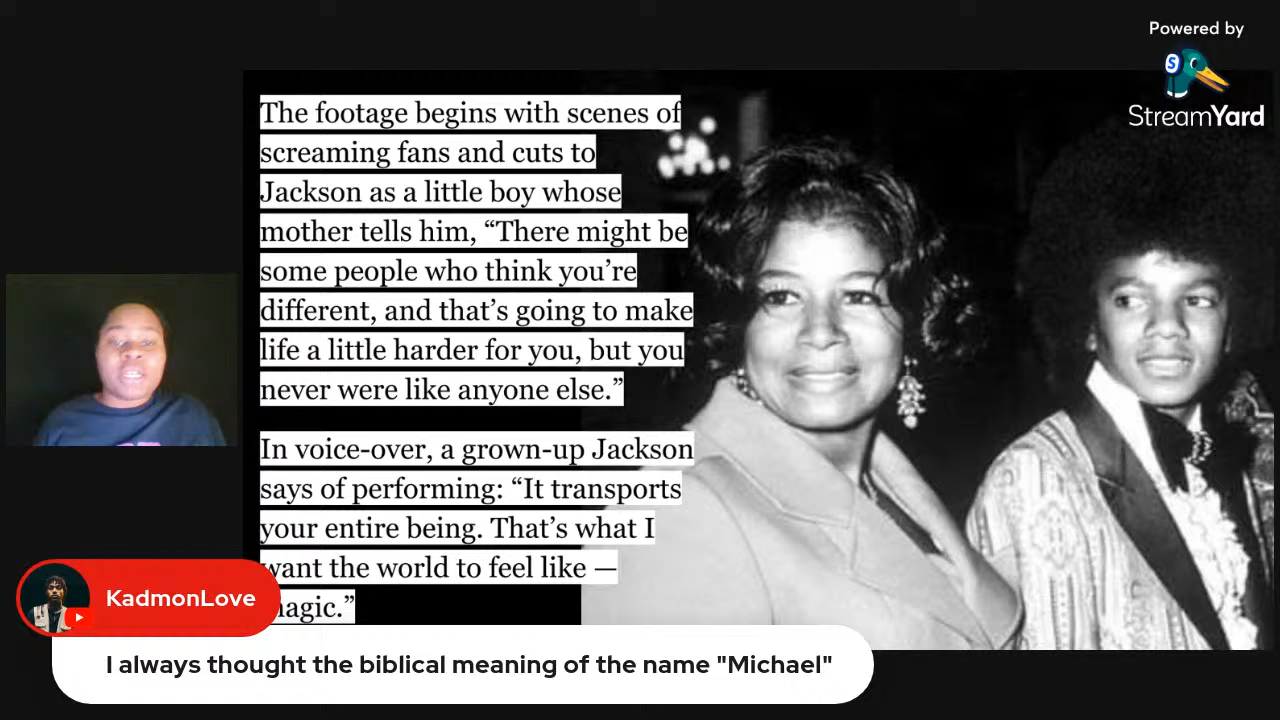 Powered by
StreamYard
The footage begins with scenes of
screaming fans and cuts to
Jackson as a little boy whose
mother tells him, “There might be
some people who think you’re
different, and that’s going to make
life a little harder for you, but you
never were like anyone else.”
In voice-over, a grown-up Jackson
says of performing: “It transports
your entire being. That’s what I
want the world to feel like —
magic.”
KadmonLove
I always thought the biblical meaning of the name "Michael"